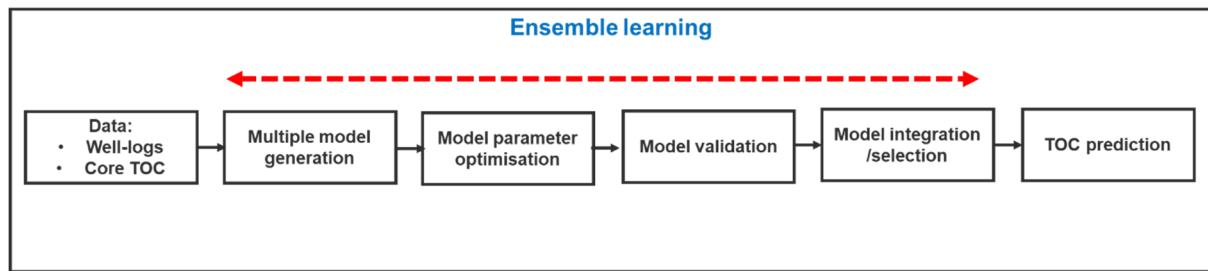 Ensemble learning
Data:
• Well-logs
• Core TOC
Multiple model
generation
Model parameter
optimisation
Model validation
Model integration
/selection
TOC prediction